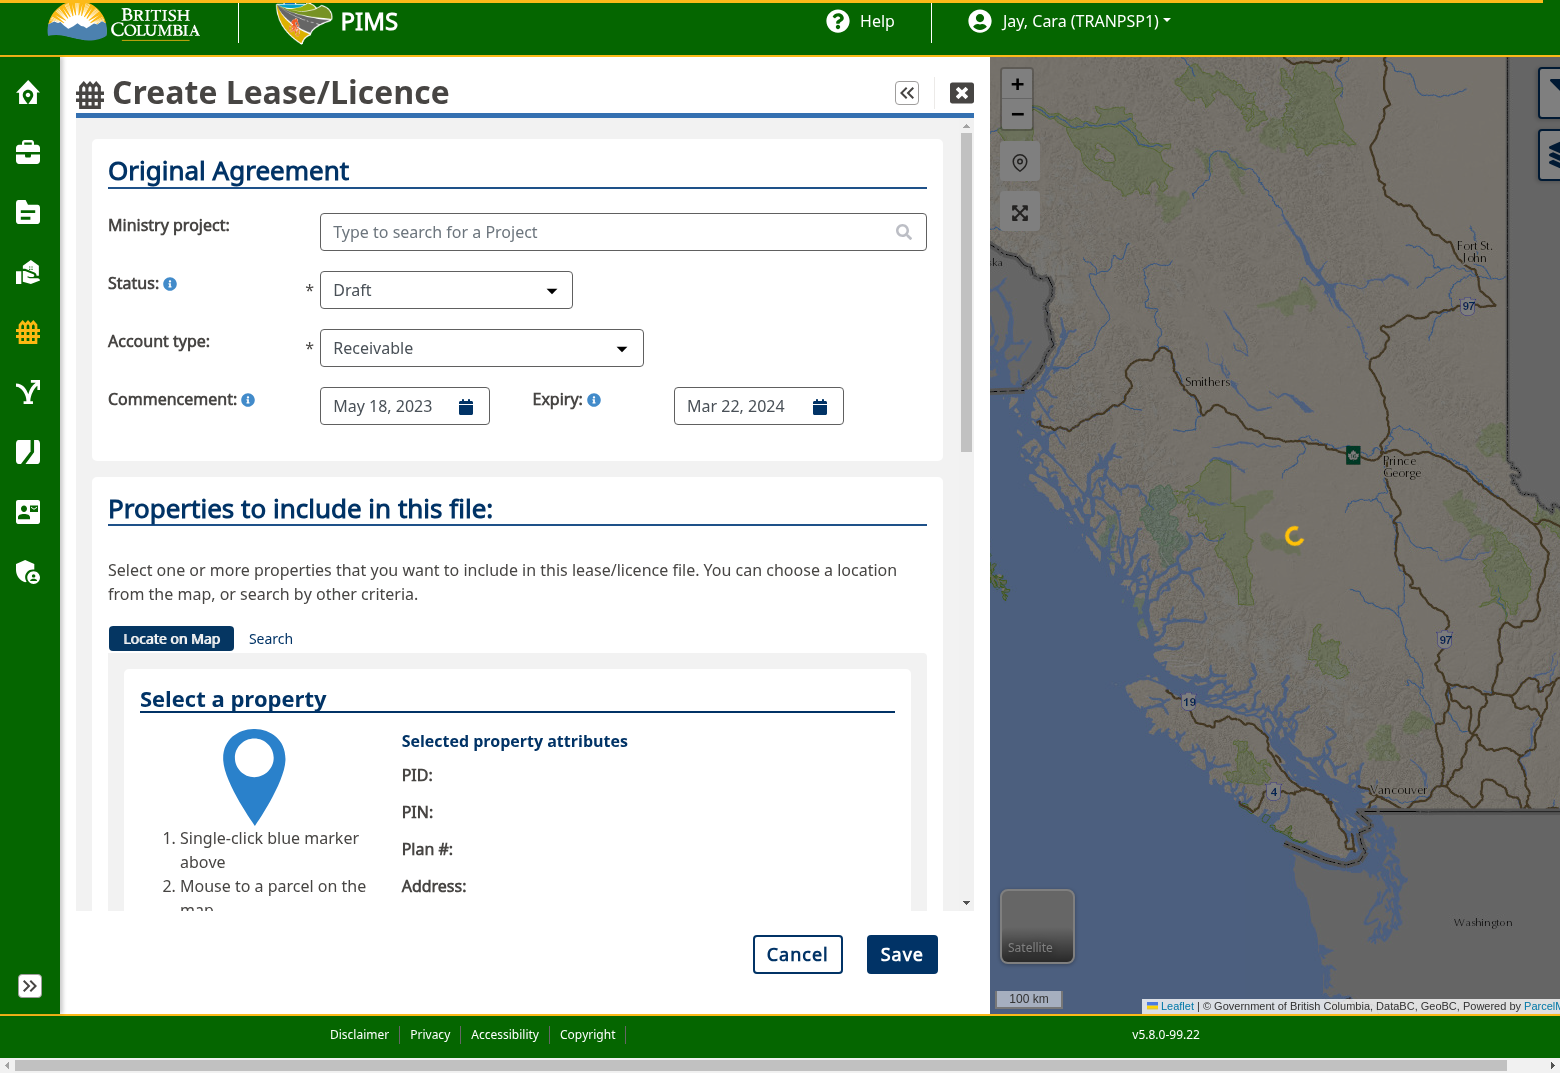 British
Columbia
PIMS
Help
Jay, Cara (TRANPSP1)
Create Lease/Licence
Original Agreement
Ministry project:
Type to search for a Project
Status:
* Draft
Account type:
* Receivable
Commencement:
May 18, 2023
Expiry:
Mar 22, 2024
Properties to include in this file:
Select one or more properties that you want to include in this lease/licence file. You can choose a location
from the map, or search by other criteria.
Locate on Map
Search
Select a property
1. Single-click blue marker
above
2. Mouse to a parcel on the
map
Selected property attributes
PID:
PIN:
Plan #:
Address:
Cancel
Save
+
−
Fort St.
John
97
Smithers
Prince
George
97
19
4
Vancouver
Washington
Satellite
100 km
Leaflet | © Government of British Columbia, DataBC, GeoBC, Powered by ParcelM
Disclaimer
Privacy
Accessibility
Copyright
v5.8.0-99.22